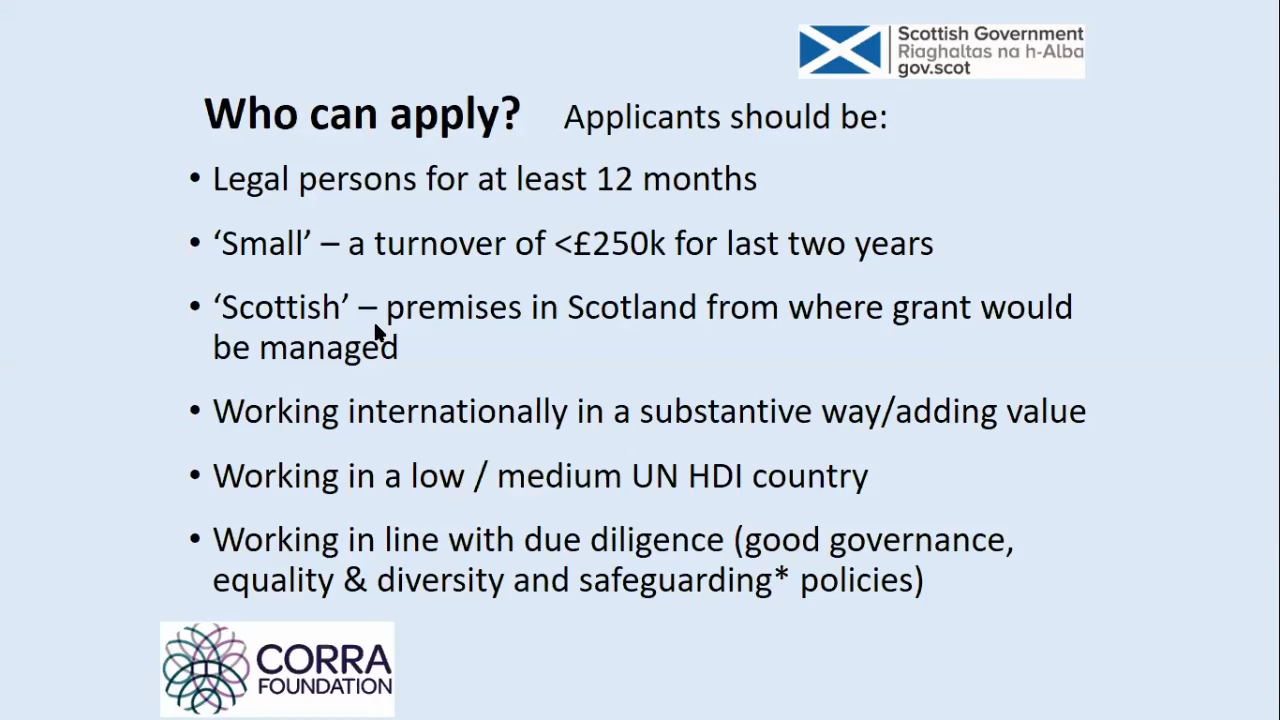 Scottish Government
Riaghaltas na h-Alba
gov.scot
Who can apply? Applicants should be:
• Legal persons for at least 12 months
• ‘Small’ – a turnover of <£250k for last two years
• ‘Scottish’ – premises in Scotland from where grant would
be managed
• Working internationally in a substantive way/adding value
• Working in a low / medium UN HDI country
• Working in line with due diligence (good governance,
equality & diversity and safeguarding* policies)
CORRA
FOUNDATION